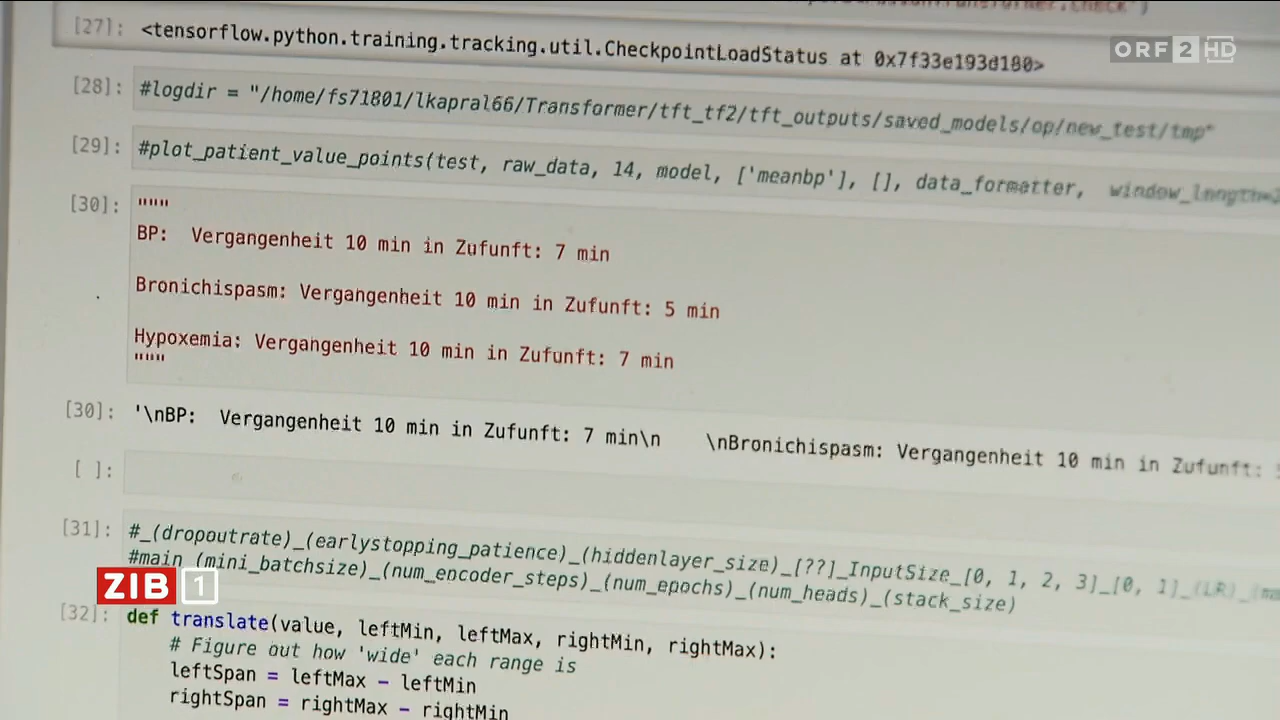 ORF 2 HD
[27]: <tensorflow.python.training.tracking.util.CheckpointLoadStatus at 0x7f33e193d180>
[28]: #logdir = "/home/fs71801/lkapral66/Transformer/tft_tf2/tft_outputs/saved_models/op/new_test/tmp"
[29]: #plot_patient_value_points(test, raw_data, 14, model, ['meanbp'], [], data_formatter,
[30]: """
BP:  Vergangenheit 10 min in Zufunft: 7 min
Bronichispasm: Vergangenheit 10 min in Zufunft: 5 min
Hypoxemia: Vergangenheit 10 min in Zufunft: 7 min
"""
[30]: '\nBP:  Vergangenheit 10 min in Zufunft: 7 min\n    \nBronichispasm: Vergangenheit 10 min in Zufunft:
[ ]:
[31]: #_(dropoutrate)_(earlystopping_patience)_(hiddenlayer_size)_[??]_InputSize_[0, 1, 2, 3]_[0, 1]_(LR)_
#main_(mini_batchsize)_(num_encoder_steps)_(num_epochs)_(num_heads)_(stack_size)
ZIB 1
[32]: def translate(value, leftMin, leftMax, rightMin, rightMax):
# Figure out how 'wide' each range is
leftSpan = leftMax - leftMin
rightSpan = rightMax - rightMin